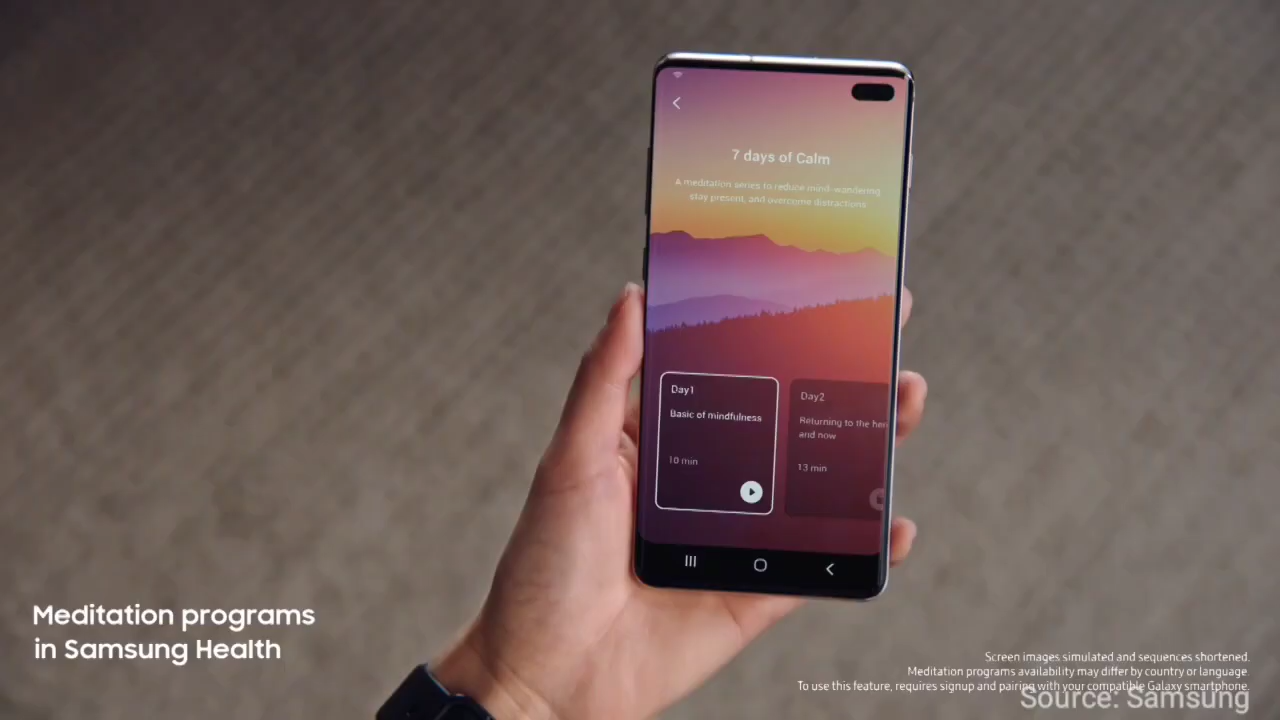 7 days of Calm
A meditation series to reduce mind-wandering
stay present, and overcome distractions
Day1
Basic of mindfulness
10 min
Day2
Returning to the her
and now
13 min
Meditation programs
in Samsung Health
Screen images simulated and sequences shortened.
Meditation programs availability may differ by country or language.
To use this feature, requires signup and pairing with your compatible Galaxy smartphone.
Source: Samsung